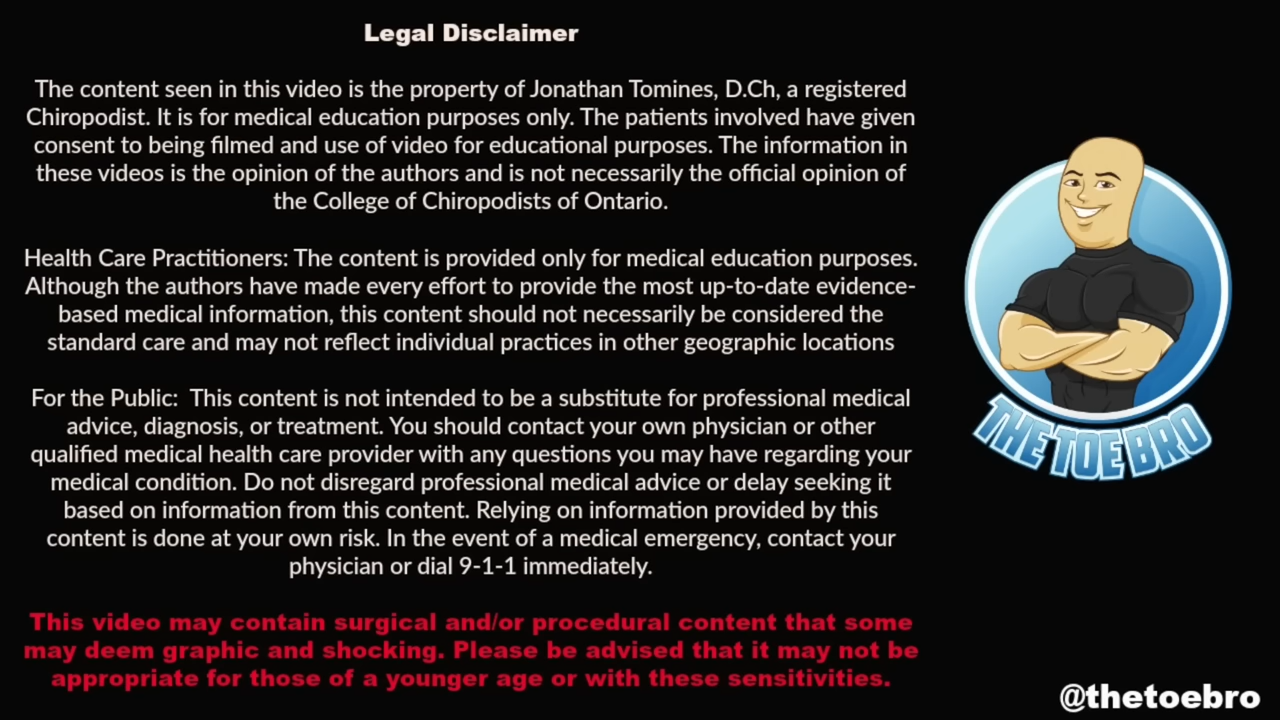 Legal Disclaimer
The content seen in this video is the property of Jonathan Tomines, D.Ch, a registered
Chiropodist. It is for medical education purposes only. The patients involved have given
consent to being filmed and use of video for educational purposes. The information in
these videos is the opinion of the authors and is not necessarily the official opinion of
the College of Chiropodists of Ontario.
Health Care Practitioners: The content is provided only for medical education purposes.
Although the authors have made every effort to provide the most up-to-date evidence-
based medical information, this content should not necessarily be considered the
standard care and may not reflect individual practices in other geographic locations
For the Public:  This content is not intended to be a substitute for professional medical
advice, diagnosis, or treatment. You should contact your own physician or other
qualified medical health care provider with any questions you may have regarding your
medical condition. Do not disregard professional medical advice or delay seeking it
based on information from this content. Relying on information provided by this
content is done at your own risk. In the event of a medical emergency, contact your
physician or dial 9-1-1 immediately.
This video may contain surgical and/or procedural content that some
may deem graphic and shocking. Please be advised that it may not be
appropriate for those of a younger age or with these sensitivities.
THE TOE BRO
@thetoebro